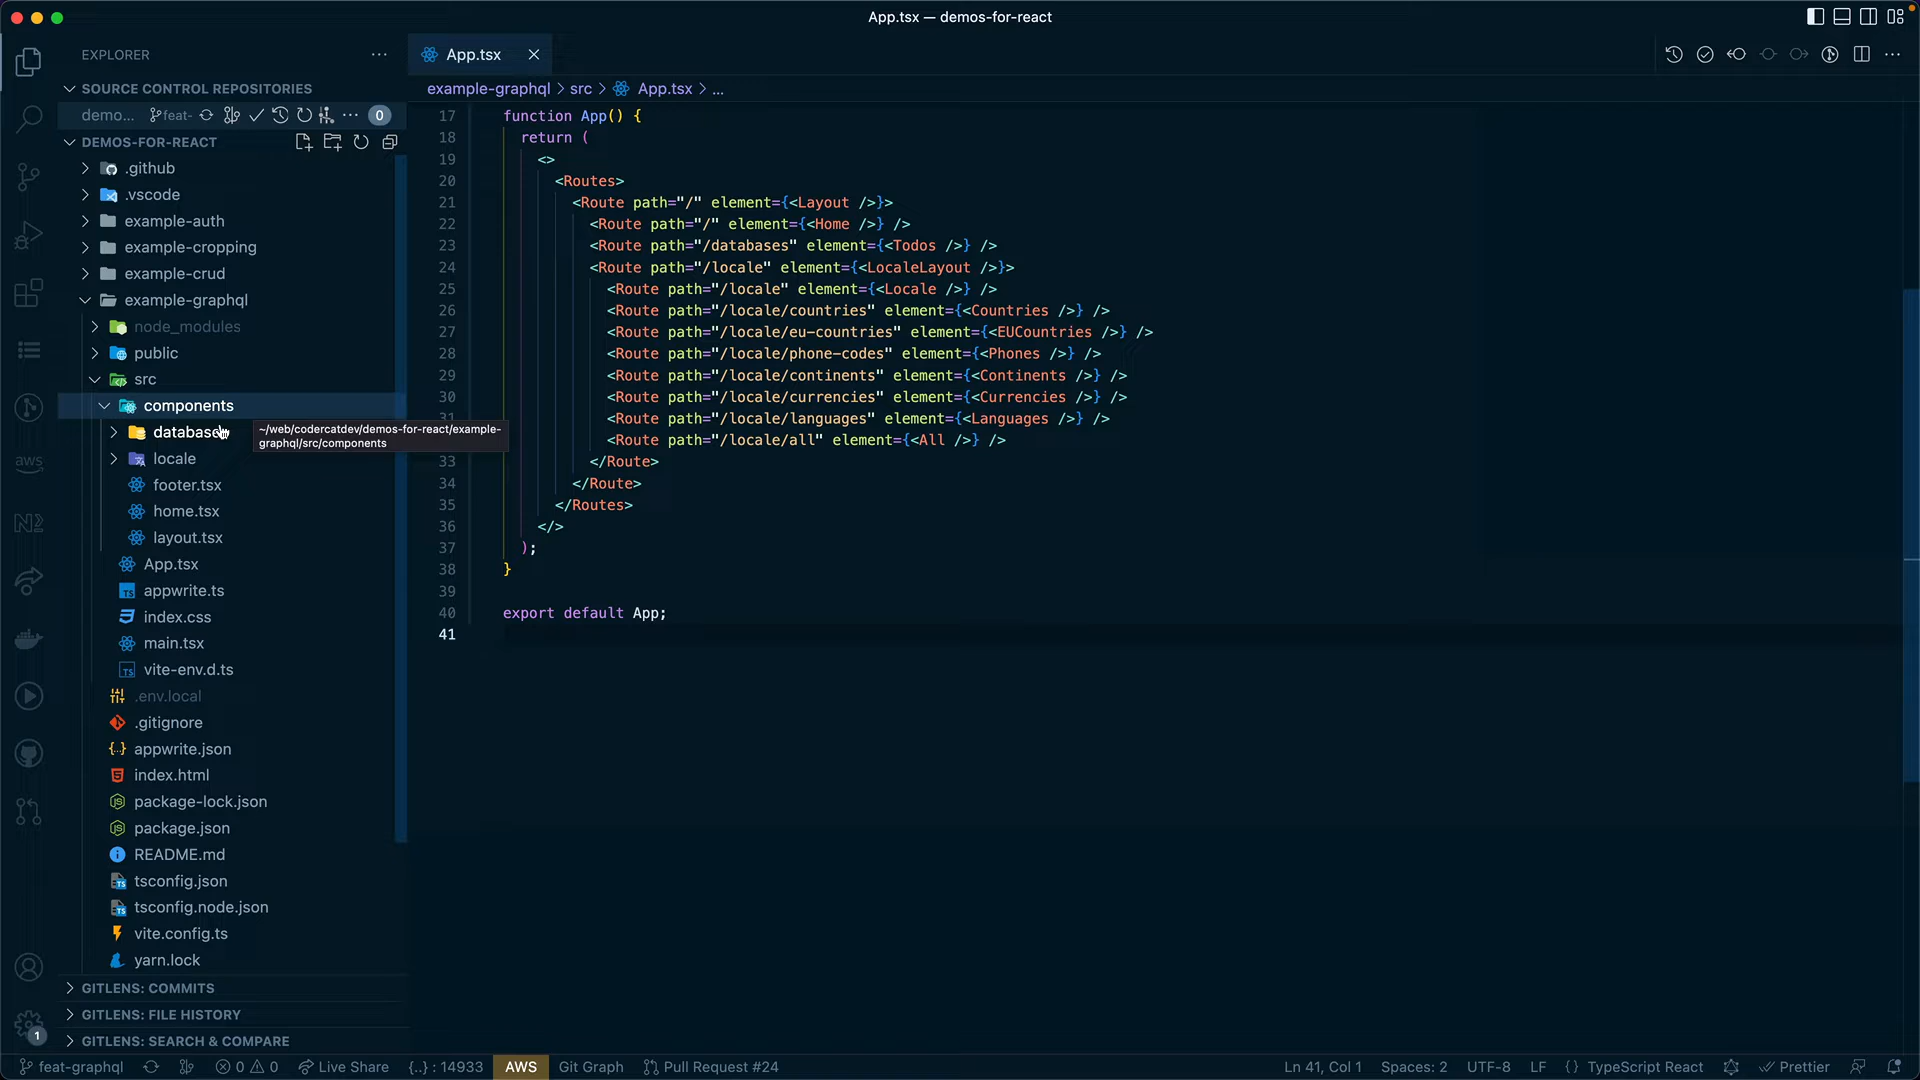 App.tsx — demos-for-react
EXPLORER
App.tsx
SOURCE CONTROL REPOSITORIES
example-graphql > src > App.tsx > ...
demo... feat- 0
DEMOS-FOR-REACT
.github
.vscode
example-auth
example-cropping
example-crud
example-graphql
node_modules
public
src
components
~/web/codercatdev/demos-for-react/example-
graphql/src/components
locale
footer.tsx
home.tsx
layout.tsx
App.tsx
appwrite.ts
index.css
main.tsx
vite-env.d.ts
.env.local
.gitignore
appwrite.json
index.html
package-lock.json
package.json
README.md
tsconfig.json
tsconfig.node.json
vite.config.ts
yarn.lock
GITLENS: COMMITS
GITLENS: FILE HISTORY
GITLENS: SEARCH & COMPARE
aws
1
17 function App() {
18 return (
19 <>
20 <Routes>
21 <Route path="/" element={<Layout />}>
22 <Route path="/" element={<Home />} />
23 <Route path="/databases" element={<Todos />} />
24 <Route path="/locale" element={<LocaleLayout />}>
25 <Route path="/locale" element={<Locale />} />
26 <Route path="/locale/countries" element={<Countries />} />
27 <Route path="/locale/eu-countries" element={<EUCountries />} />
28 <Route path="/locale/phone-codes" element={<Phones />} />
29 <Route path="/locale/continents" element={<Continents />} />
30 <Route path="/locale/currencies" element={<Currencies />} />
31 <Route path="/locale/languages" element={<Languages />} />
<Route path="/locale/all" element={<All />} />
33 </Route>
34 </Route>
35 </Routes>
36 </>
37 );
38 }
39
40 export default App;
41
feat-graphql 0 0 Live Share {..} : 14933 AWS Git Graph Pull Request #24 Ln 41, Col 1 Spaces: 2 UTF-8 LF {} TypeScript React Prettier